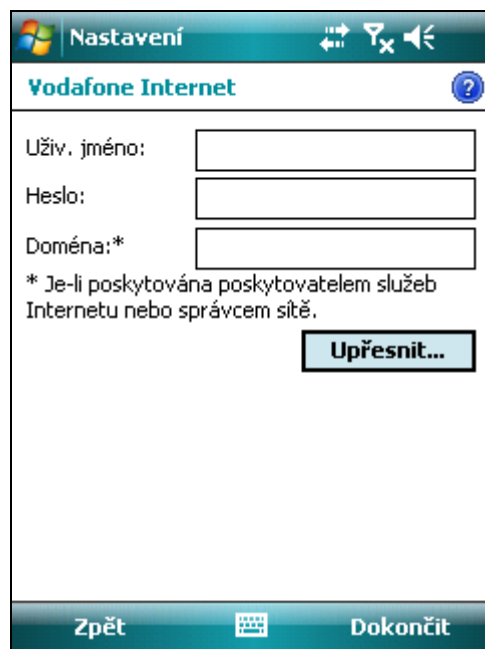 Nastavení
Vodafone Internet
Uživ. jméno:
Heslo:
Doména:*
* Je-li poskytována poskytovatelem služeb
Internetu nebo správcem sítě.
Upřesnit...
Zpět
Dokončit